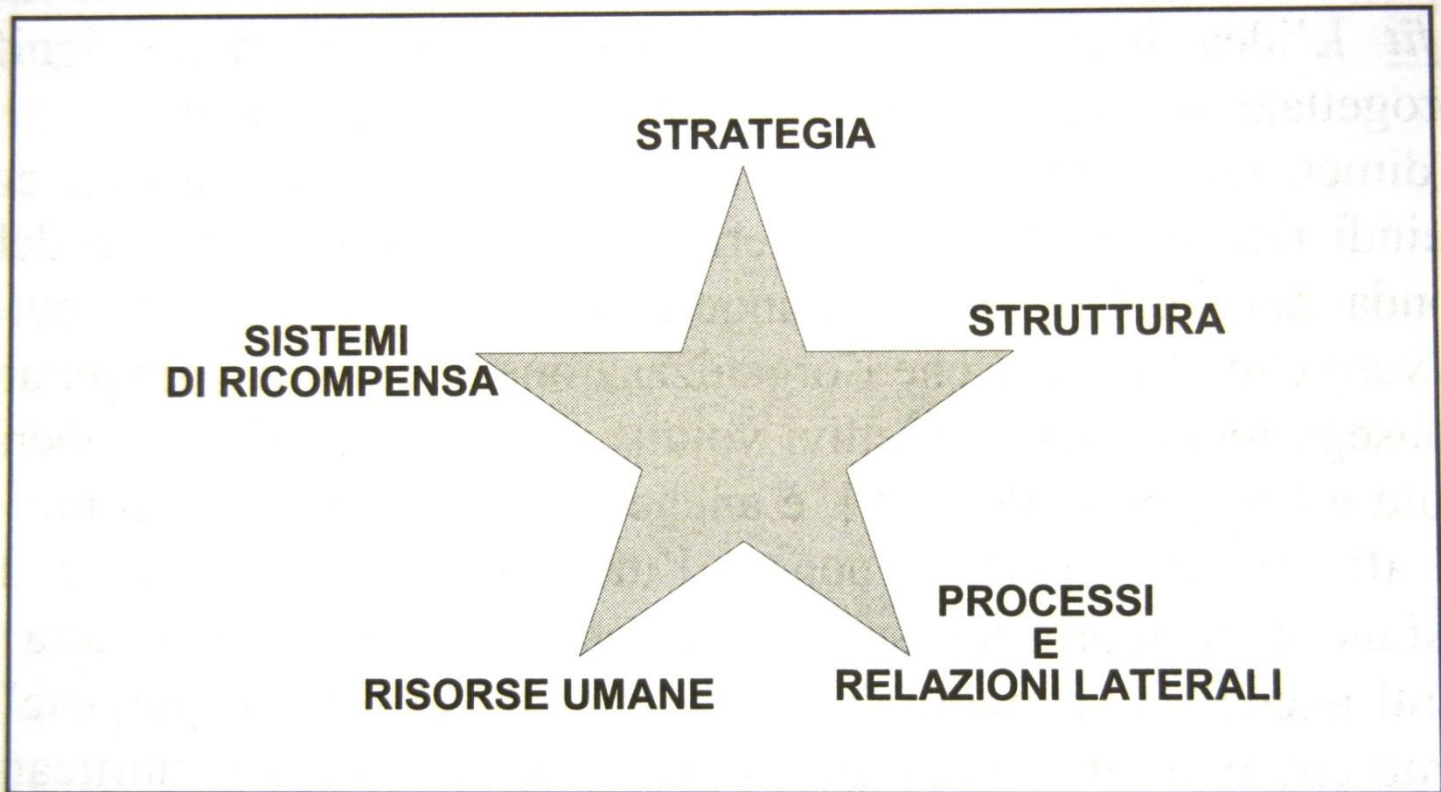 STRATEGIA
STRUTTURA
SISTEMI
DI RICOMPENSA
PROCESSI
E
RELAZIONI LATERALI
RISORSE UMANE